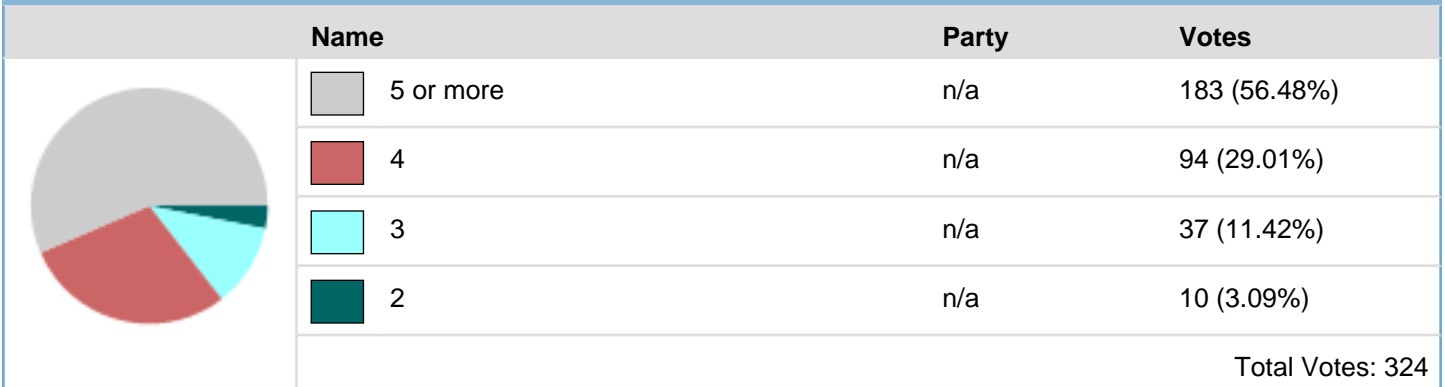 Name Party Votes
5 or more n/a 183 (56.48%)
4 n/a 94 (29.01%)
3 n/a 37 (11.42%)
2 n/a 10 (3.09%)
Total Votes: 324